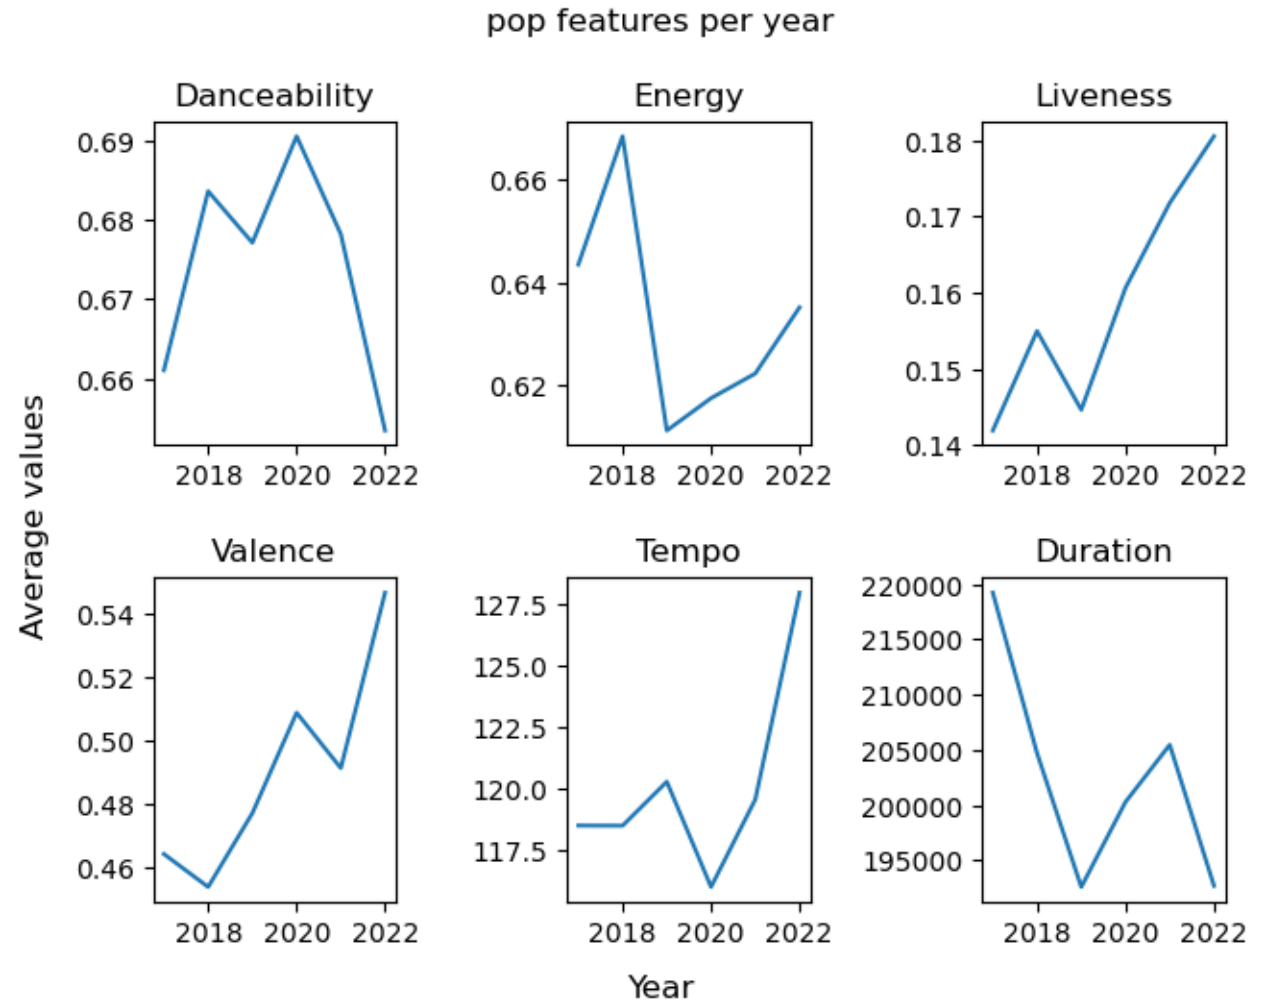 pop features per year
Danceability
0.69
0.68
0.67
0.66
2018 2020 2022
Energy
0.66
0.64
0.62
2018 2020 2022
Liveness
0.18
0.17
0.16
0.15
0.14
2018 2020 2022
Average values
Valence
0.54
0.52
0.50
0.48
0.46
2018 2020 2022
Tempo
127.5
125.0
122.5
120.0
117.5
2018 2020 2022
Duration
220000
215000
210000
205000
200000
195000
2018 2020 2022
Year